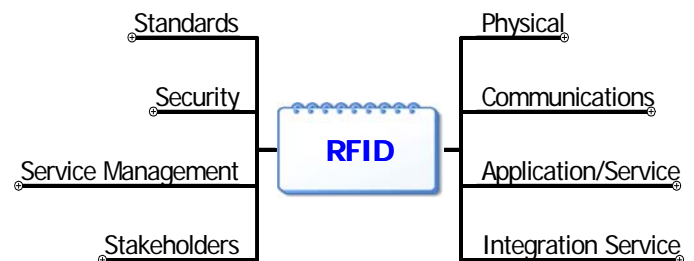 Standards
Security
Service Management
Stakeholders
RFID
Physical
Communications
Application/Service
Integration Service